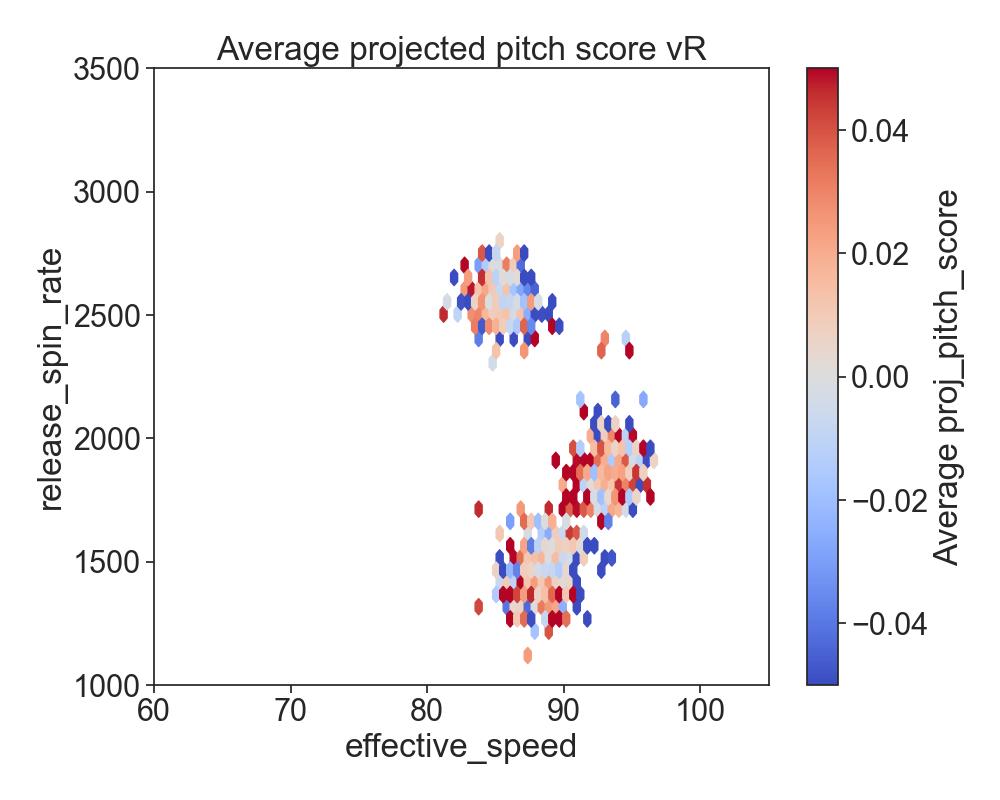 Average projected pitch score vR
3500
3000
2500
2000
1500
1000
release_spin_rate
60 70 80 90 100
effective_speed
0.04
0.02
0.00
−0.02
−0.04
Average proj_pitch_score